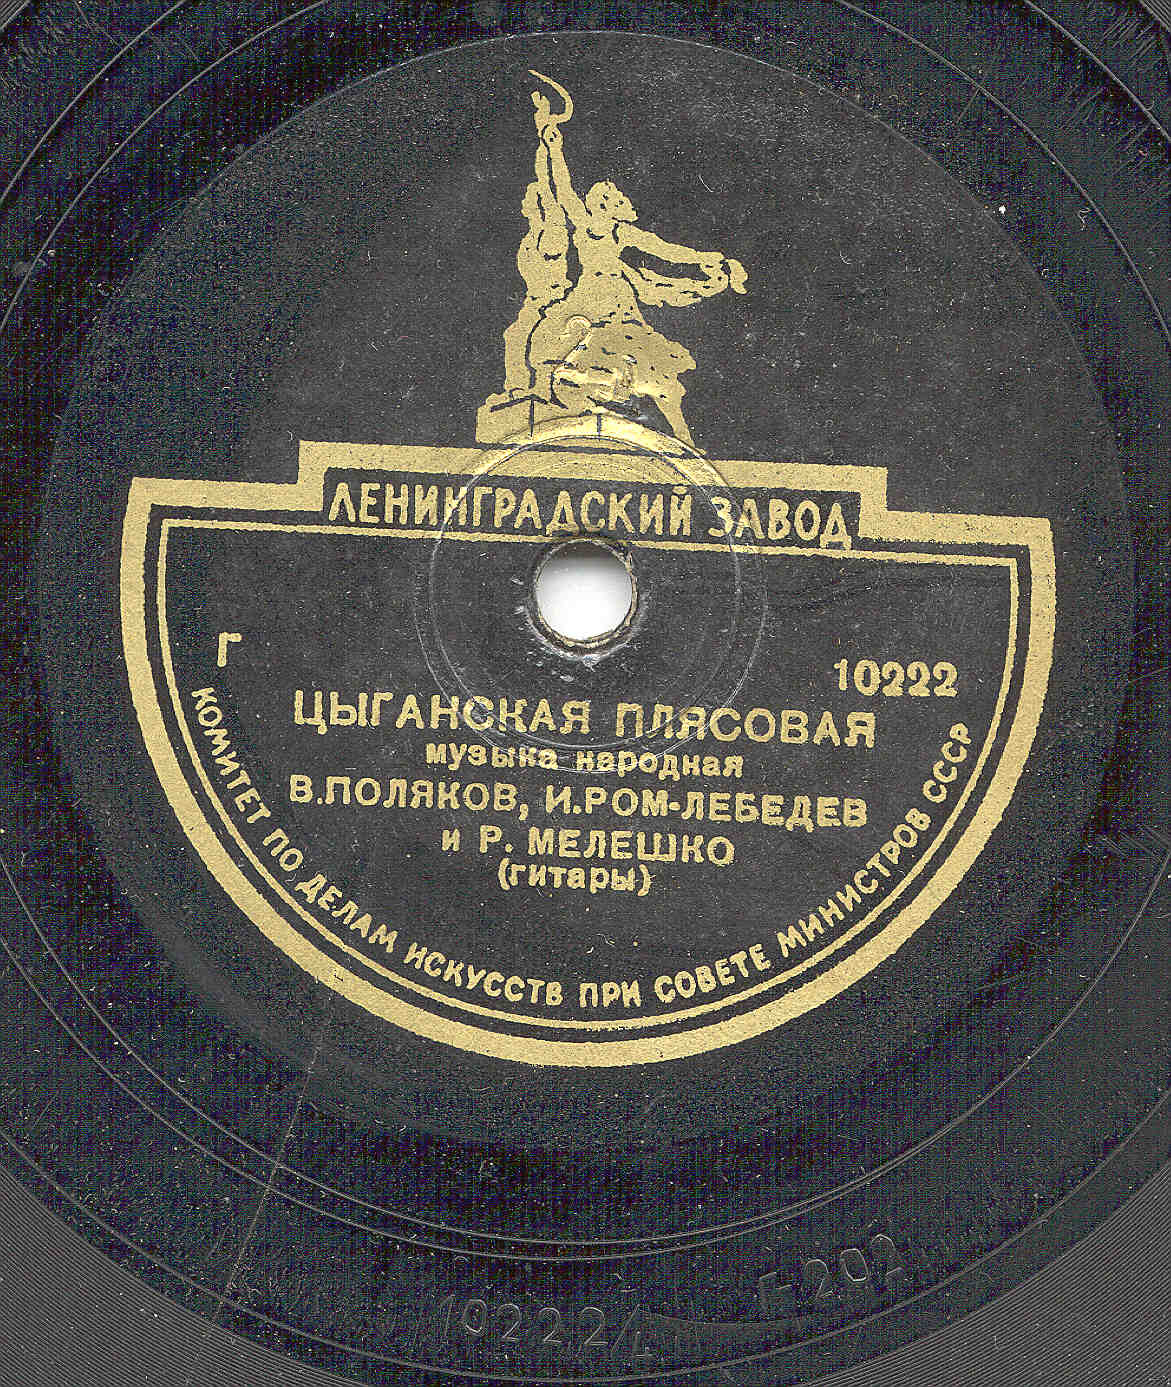 ЛЕНИНГРАДСКИЙ ЗАВОД
Г
10222
ЦЫГАНСКАЯ ПЛЯСОВАЯ
музыка народная
В.ПОЛЯКОВ, И.РОМ-ЛЕБЕДЕВ
и Р. МЕЛЕШКО
(гитары)
КОМИТЕТ ПО ДЕЛАМ ИСКУССТВ ПРИ СОВЕТЕ МИНИСТРОВ СССР
10222/
202